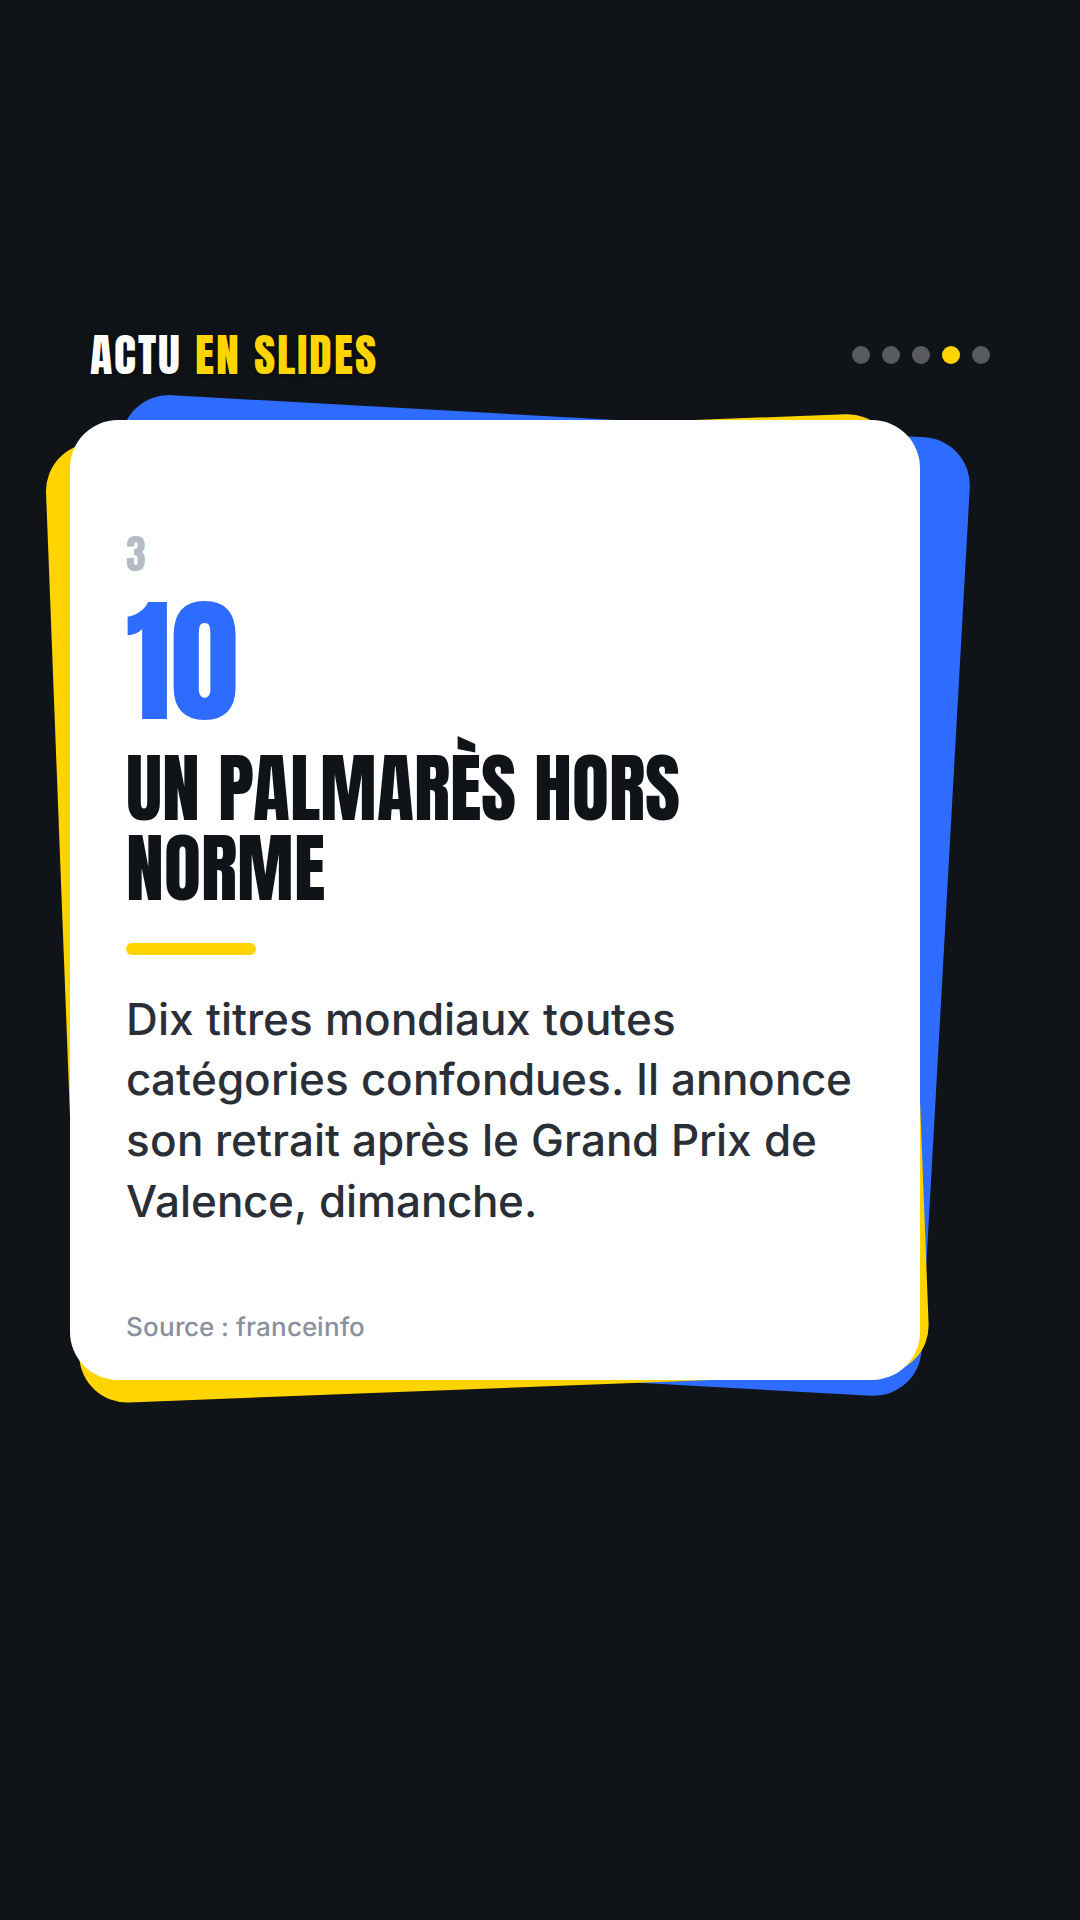 ACTU EN SLIDES
3
10
UN PALMARÈS HORS
NORME
Dix titres mondiaux toutes
catégories confondues. Il annonce
son retrait après le Grand Prix de
Valence, dimanche.
Source : franceinfo